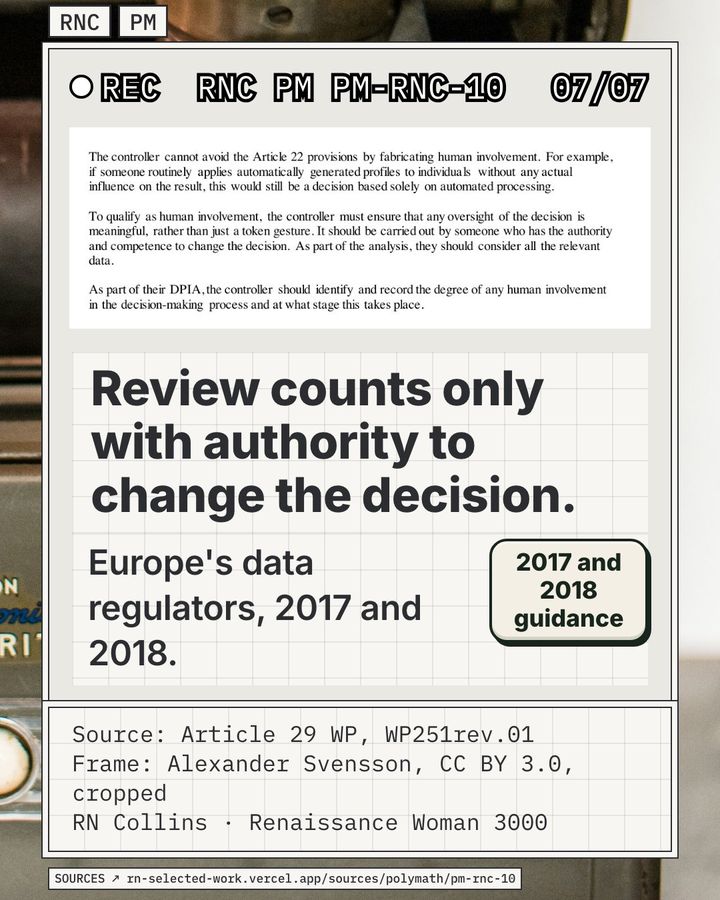 RNC PM
REC RNC PM PM-RNC-10 07/07
The controller cannot avoid the Article 22 provisions by fabricating human involvement. For example,
if someone routinely applies automatically generated profiles to individuals without any actual
influence on the result, this would still be a decision based solely on automated processing.
To qualify as human involvement, the controller must ensure that any oversight of the decision is
meaningful, rather than just a token gesture. It should be carried out by someone who has the authority
and competence to change the decision. As part of the analysis, they should consider all the relevant
data.
As part of their DPIA, the controller should identify and record the degree of any human involvement
in the decision-making process and at what stage this takes place.
Review counts only
with authority to
change the decision.
Europe's data
regulators, 2017 and
2018.
2017 and
2018
guidance
Source: Article 29 WP, WP251rev.01
Frame: Alexander Svensson, CC BY 3.0,
cropped
RN Collins · Renaissance Woman 3000
SOURCES ↗ rn-selected-work.vercel.app/sources/polymath/pm-rnc-10